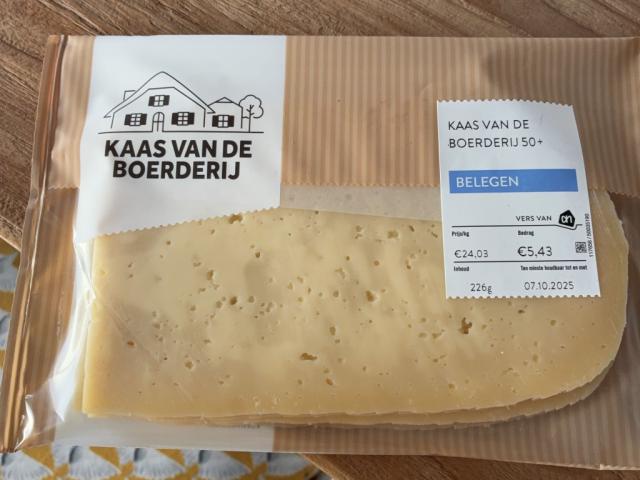 KAAS VAN DE
BOERDERIJ
KAAS VAN DE
BOERDERIJ 50+
BELEGEN
VERS VAN ah
Prijs/kg Bedrag
€24,03 €5,43
Inhoud Ten minste houdbaar tot en met
226g 07.10.2025